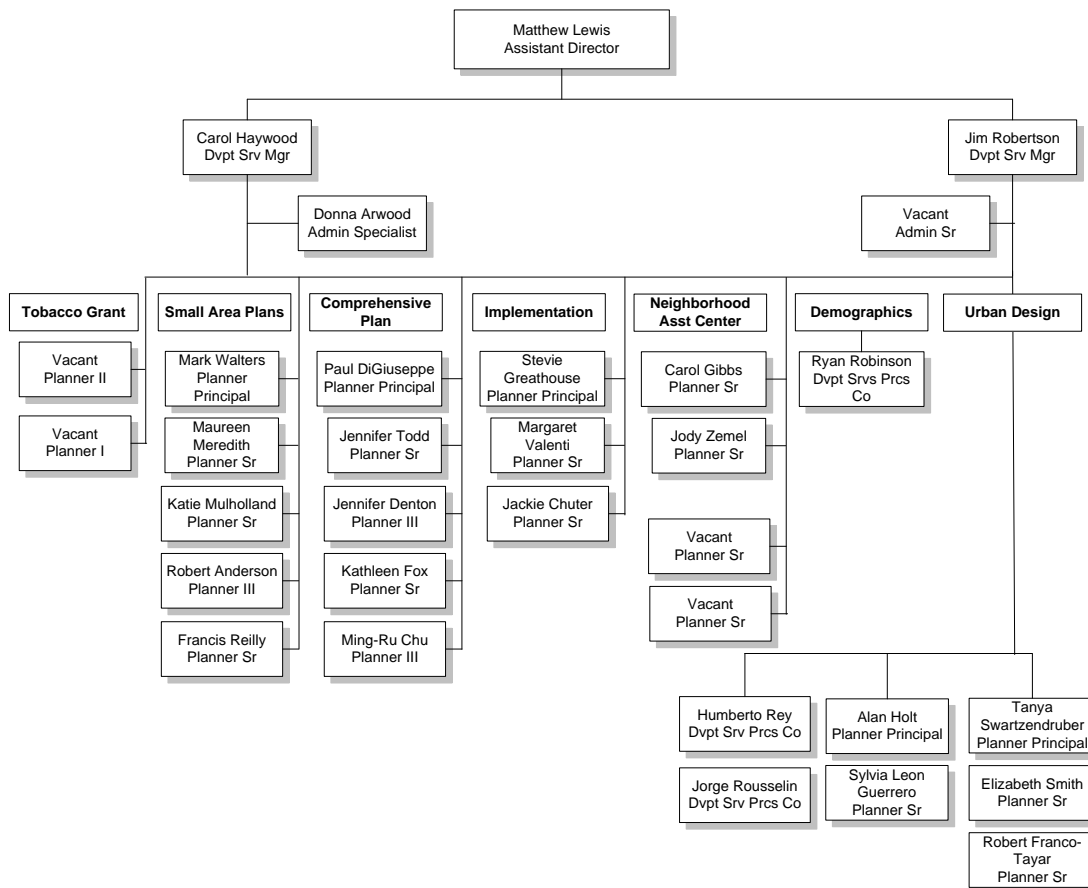 Matthew Lewis
Assistant Director
Carol Haywood
Dvpt Srv Mgr
Jim Robertson
Dvpt Srv Mgr
Donna Arwood
Admin Specialist
Vacant
Admin Sr
Tobacco Grant
Vacant
Planner II
Vacant
Planner I
Small Area Plans
Mark Walters
Planner
Principal
Maureen
Meredith
Planner Sr
Katie Mulholland
Planner Sr
Robert Anderson
Planner III
Francis Reilly
Planner Sr
Comprehensive
Plan
Paul DiGiuseppe
Planner Principal
Jennifer Todd
Planner Sr
Jennifer Denton
Planner III
Kathleen Fox
Planner Sr
Ming-Ru Chu
Planner III
Implementation
Stevie
Greathouse
Planner Principal
Margaret
Valenti
Planner Sr
Jackie Chuter
Planner Sr
Neighborhood
Asst Center
Carol Gibbs
Planner Sr
Jody Zemel
Planner Sr
Vacant
Planner Sr
Vacant
Planner Sr
Demographics
Ryan Robinson
Dvpt Srvs Prcs
Co
Urban Design
Humberto Rey
Dvpt Srv Prcs Co
Jorge Rousselin
Dvpt Srv Prcs Co
Alan Holt
Planner Principal
Sylvia Leon
Guerrero
Planner Sr
Tanya
Swartzendruber
Planner Principal
Elizabeth Smith
Planner Sr
Robert Franco-
Tayar
Planner Sr